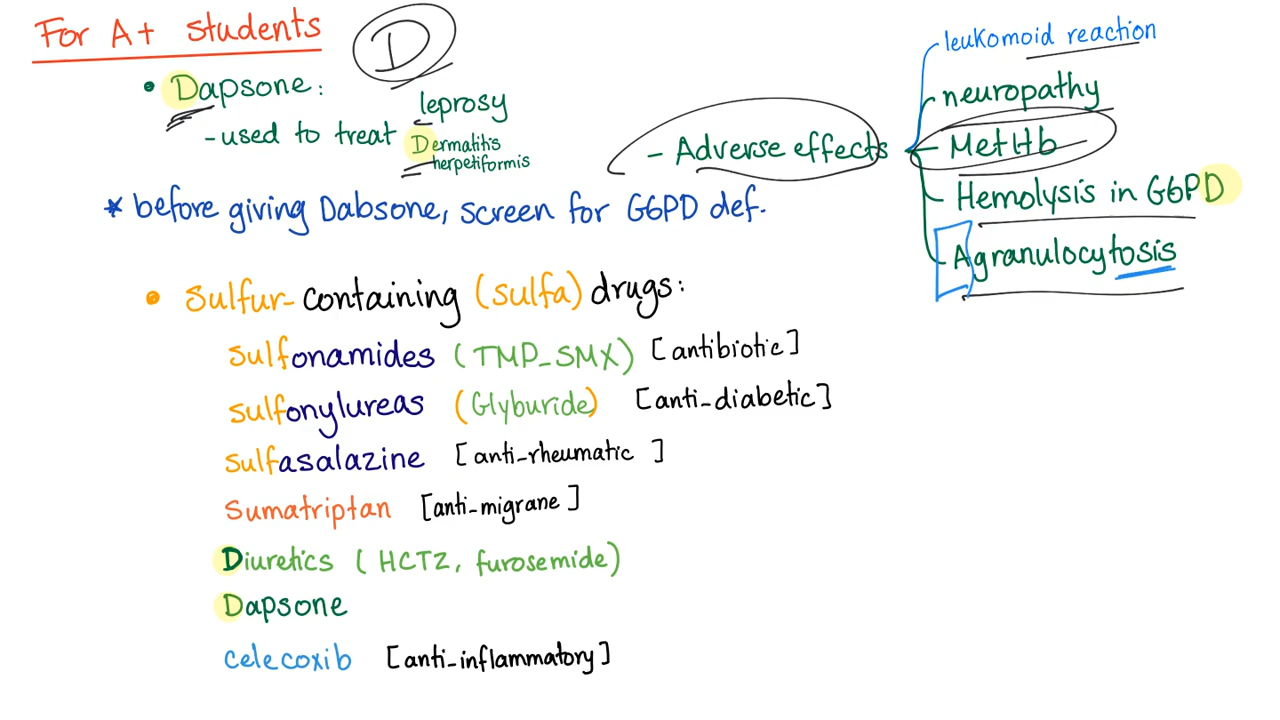 For A+ students
D
• Dapsone:
- used to treat leprosy
Dermatitis
herpetiformis
- Adverse effects
leukomoid reaction
neuropathy
MetHb
Hemolysis in G6PD
Agranulocytosis
* before giving Dabsone, screen for G6PD def.
• Sulfur-containing (sulfa) drugs:
Sulfonamides (TMP_SMX) [antibiotic]
Sulfonylureas (Glyburide) [anti-diabetic]
Sulfasalazine [anti-rheumatic]
Sumatriptan [anti-migrane]
Diuretics (HCTZ, furosemide)
Dapsone
celecoxib [anti-inflammatory]